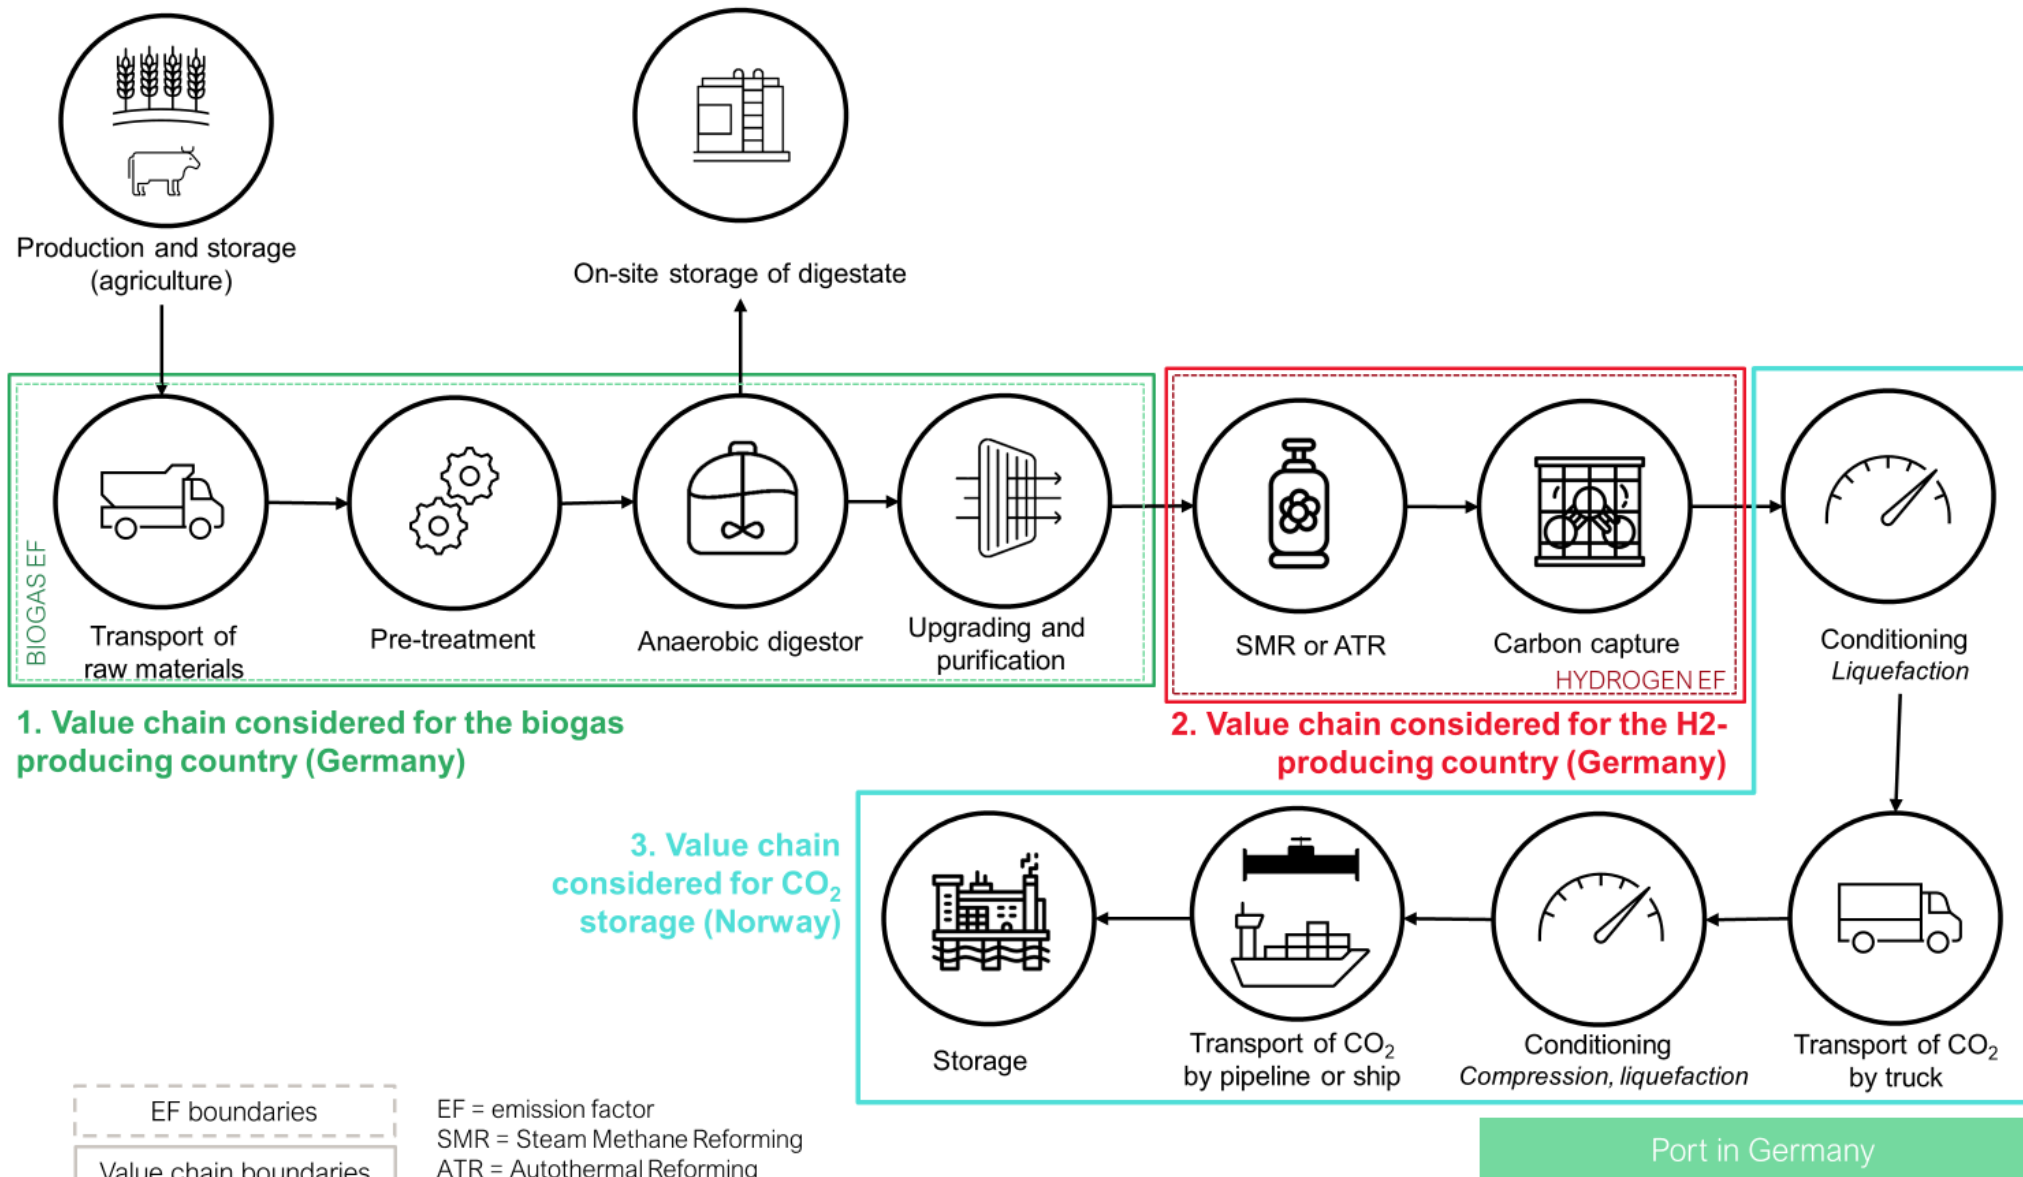 Production and storage
(agriculture)
On-site storage of digestate
BIOGAS EF
Transport of
raw materials
Pre-treatment
Anaerobic digestor
Upgrading and
purification
SMR or ATR
Carbon capture
HYDROGEN EF
Conditioning
Liquefaction
1. Value chain considered for the biogas
producing country (Germany)
2. Value chain considered for the H2-
producing country (Germany)
3. Value chain
considered for CO₂
storage (Norway)
Storage
Transport of CO₂
by pipeline or ship
Conditioning
Compression, liquefaction
Transport of CO₂
by truck
EF boundaries
Value chain boundaries
EF = emission factor
SMR = Steam Methane Reforming
ATR = Autothermal Reforming
Port in Germany